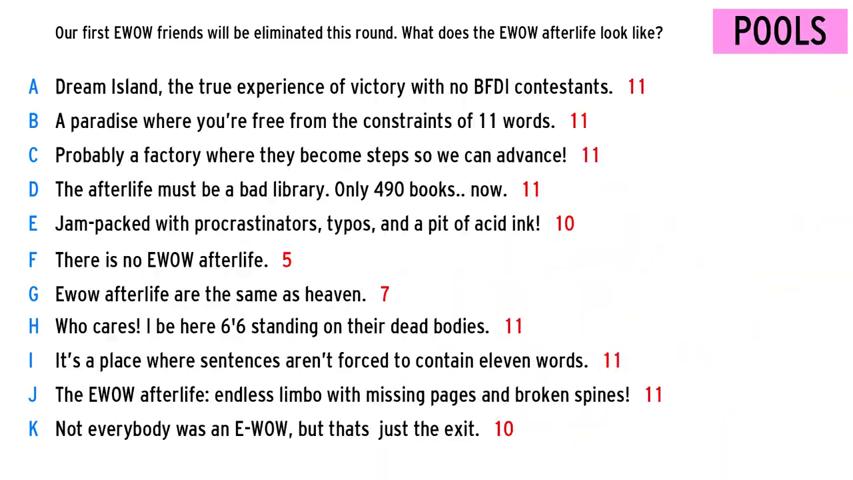 Our first EWOW friends will be eliminated this round. What does the EWOW afterlife look like?
POOLS
A Dream Island, the true experience of victory with no BFDI contestants. 11
B A paradise where you're free from the constraints of 11 words. 11
C Probably a factory where they become steps so we can advance! 11
D The afterlife must be a bad library. Only 490 books.. now. 11
E Jam-packed with procrastinators, typos, and a pit of acid ink! 10
F There is no EWOW afterlife. 5
G Ewow afterlife are the same as heaven. 7
H Who cares! I be here 6'6 standing on their dead bodies. 11
I It's a place where sentences aren't forced to contain eleven words. 11
J The EWOW afterlife: endless limbo with missing pages and broken spines! 11
K Not everybody was an E-WOW, but thats just the exit. 10